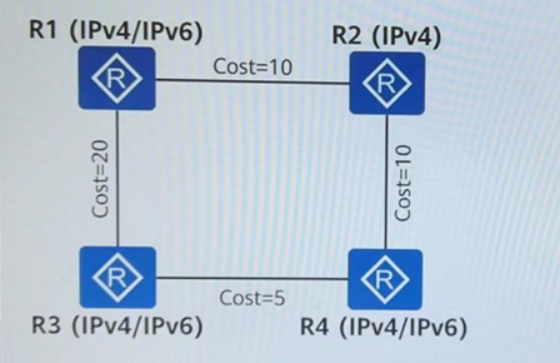 R1 (IPv4/IPv6)
R2 (IPv4)
Cost=10
R
R
Cost=20
Cost=10
R
R
Cost=5
R3 (IPv4/IPv6)
R4 (IPv4/IPv6)